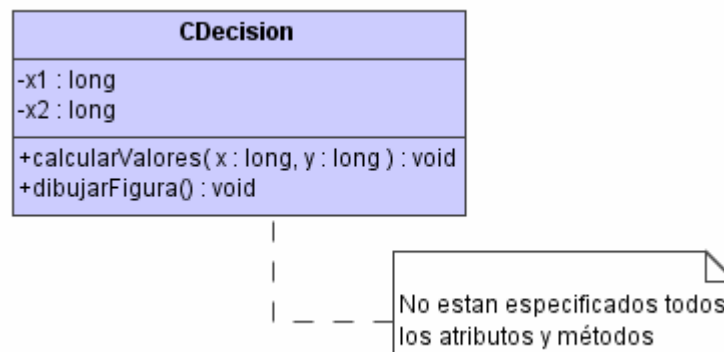 CDecision
-x1 : long
-x2 : long
+calcularValores( x : long, y : long ) : void
+dibujarFigura() : void
No estan especificados todos
los atributos y métodos